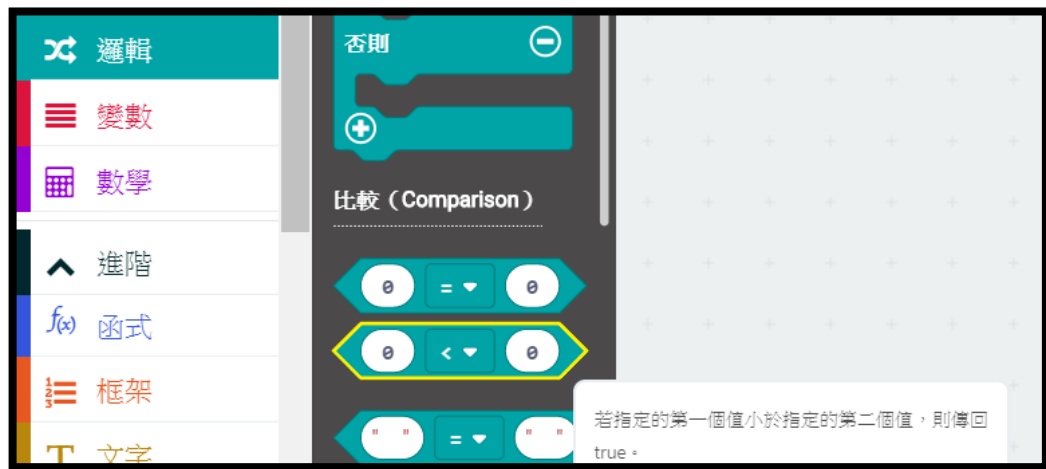 邏輯
變數
數學
進階
f(x) 函式
框架
T 文字
否則
比較（Comparison）
0 = 0
0 < 0
" " = " "
若指定的第一個值小於指定的第二個值，則傳回
true。